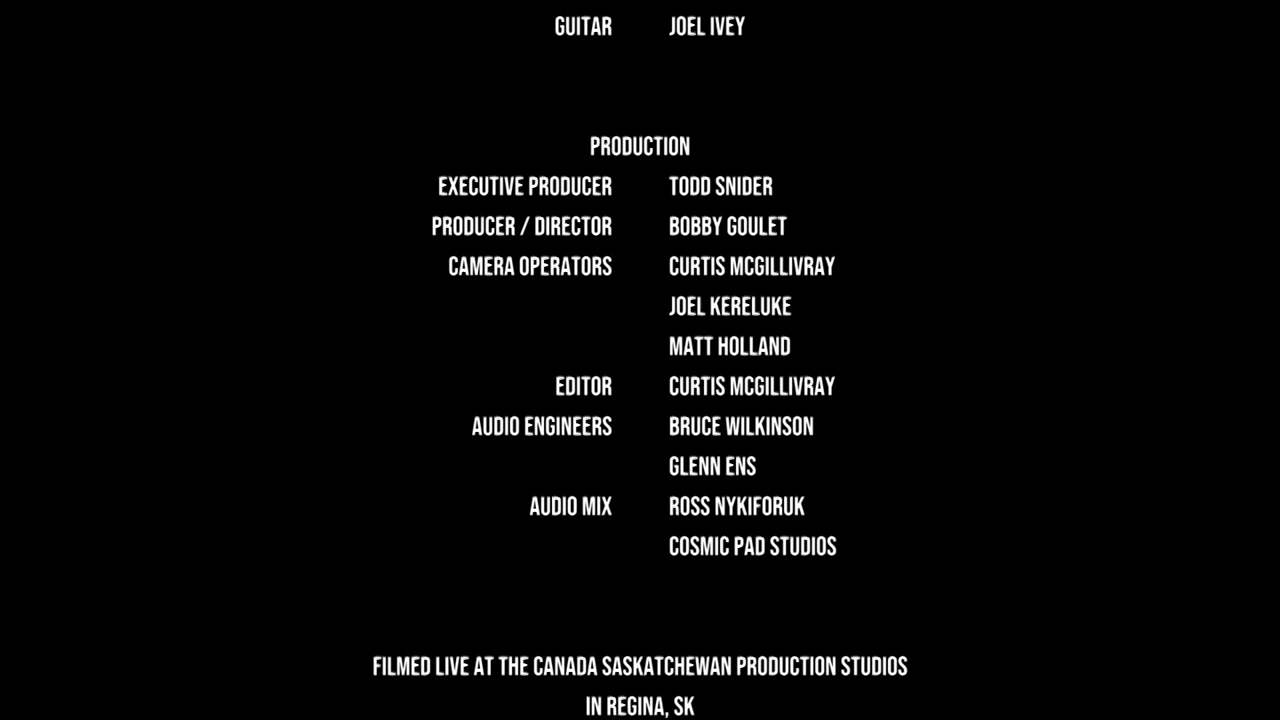 GUITAR JOEL IVEY
PRODUCTION
EXECUTIVE PRODUCER TODD SNIDER
PRODUCER / DIRECTOR BOBBY GOULET
CAMERA OPERATORS CURTIS MCGILLIVRAY
JOEL KERELUKE
MATT HOLLAND
EDITOR CURTIS MCGILLIVRAY
AUDIO ENGINEERS BRUCE WILKINSON
GLENN ENS
AUDIO MIX ROSS NYKIFORUK
COSMIC PAD STUDIOS
FILMED LIVE AT THE CANADA SASKATCHEWAN PRODUCTION STUDIOS
IN REGINA, SK